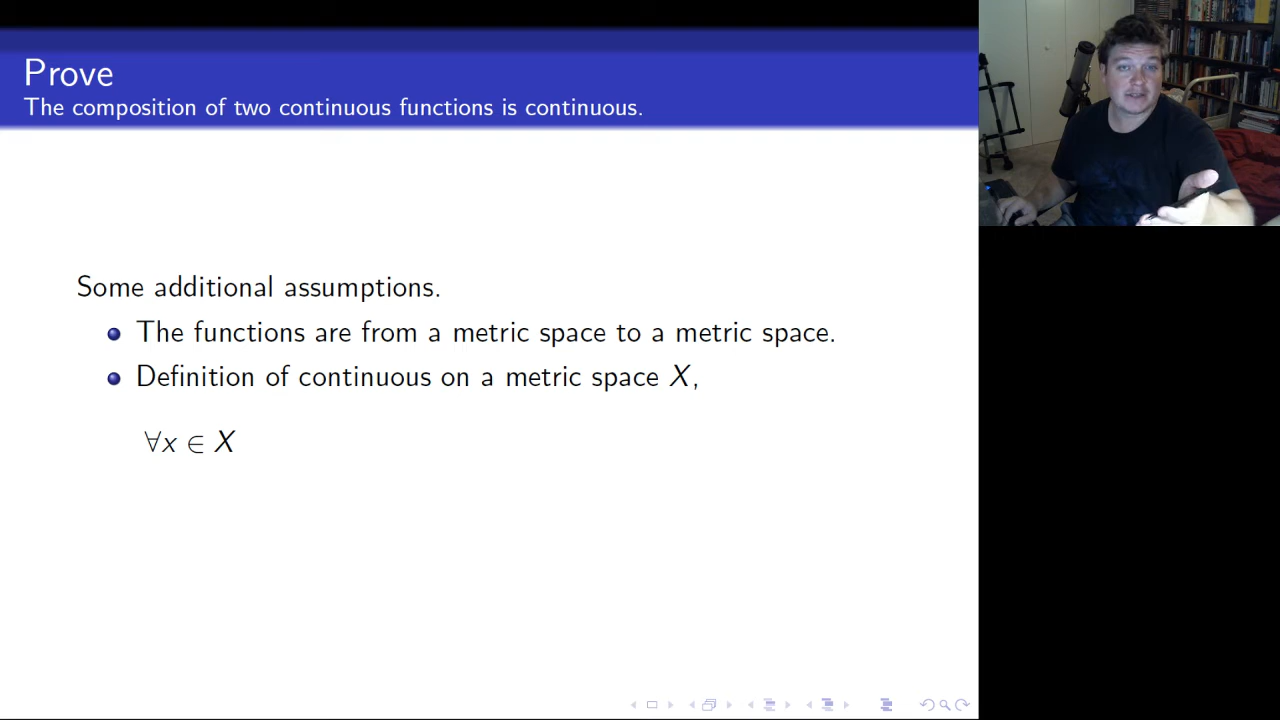 Prove
The composition of two continuous functions is continuous.
Some additional assumptions.
The functions are from a metric space to a metric space.
Definition of continuous on a metric space X,
∀x ∈ X